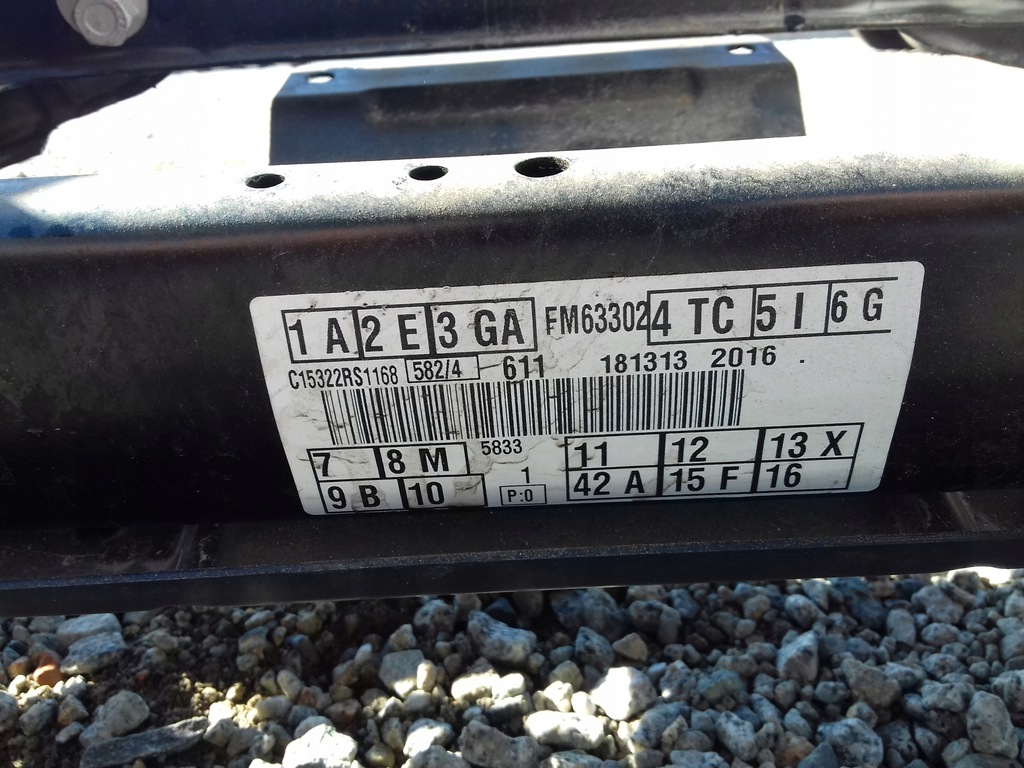 1 A 2 E 3 GA FM633024 4 TC 5 I 6 G
C15322RS1168 582/4 611 181313 2016
7 8 M 5833 11 12 13 X
1
9 B 10 P:0 42 A 15 F 16